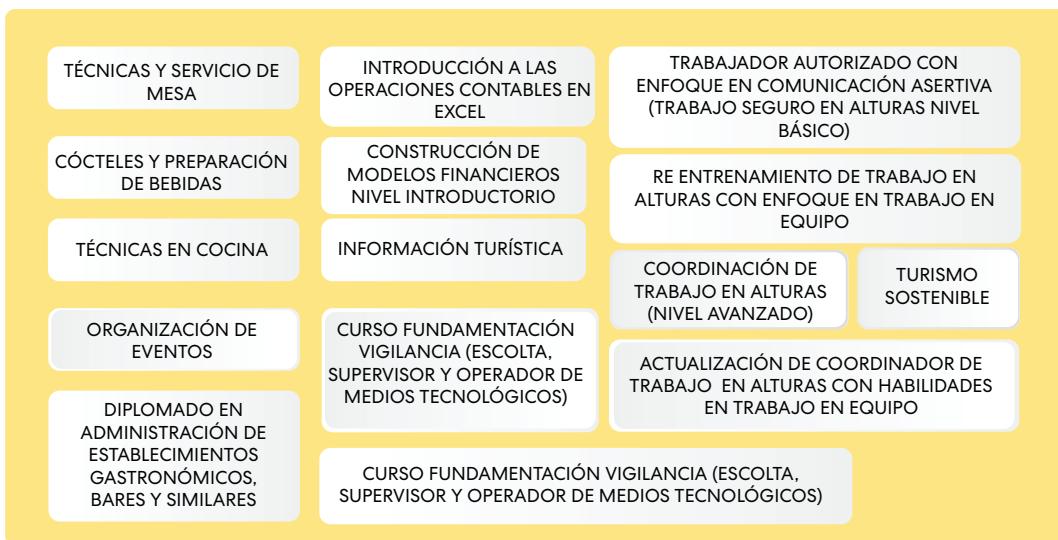 TÉCNICAS Y SERVICIO DE
MESA
CÓCTELES Y PREPARACIÓN
DE BEBIDAS
TÉCNICAS EN COCINA
ORGANIZACIÓN DE
EVENTOS
DIPLOMADO EN
ADMINISTRACIÓN DE
ESTABLECIMIENTOS
GASTRONÓMICOS,
BARES Y SIMILARES
INTRODUCCIÓN A LAS
OPERACIONES CONTABLES EN
EXCEL
CONSTRUCCIÓN DE
MODELOS FINANCIEROS
NIVEL INTRODUCTORIO
INFORMACIÓN TURÍSTICA
CURSO FUNDAMENTACIÓN
VIGILANCIA (ESCOLTA,
SUPERVISOR Y OPERADOR DE
MEDIOS TECNOLÓGICOS)
CURSO FUNDAMENTACIÓN VIGILANCIA (ESCOLTA,
SUPERVISOR Y OPERADOR DE MEDIOS TECNOLÓGICOS)
TRABAJADOR AUTORIZADO CON
ENFOQUE EN COMUNICACIÓN ASERTIVA
(TRABAJO SEGURO EN ALTURAS NIVEL
BÁSICO)
RE ENTRENAMIENTO DE TRABAJO EN
ALTURAS CON ENFOQUE EN TRABAJO EN
EQUIPO
COORDINACIÓN DE
TRABAJO EN ALTURAS
(NIVEL AVANZADO)
TURISMO
SOSTENIBLE
ACTUALIZACIÓN DE COORDINADOR DE
TRABAJO EN ALTURAS CON HABILIDADES
EN TRABAJO EN EQUIPO